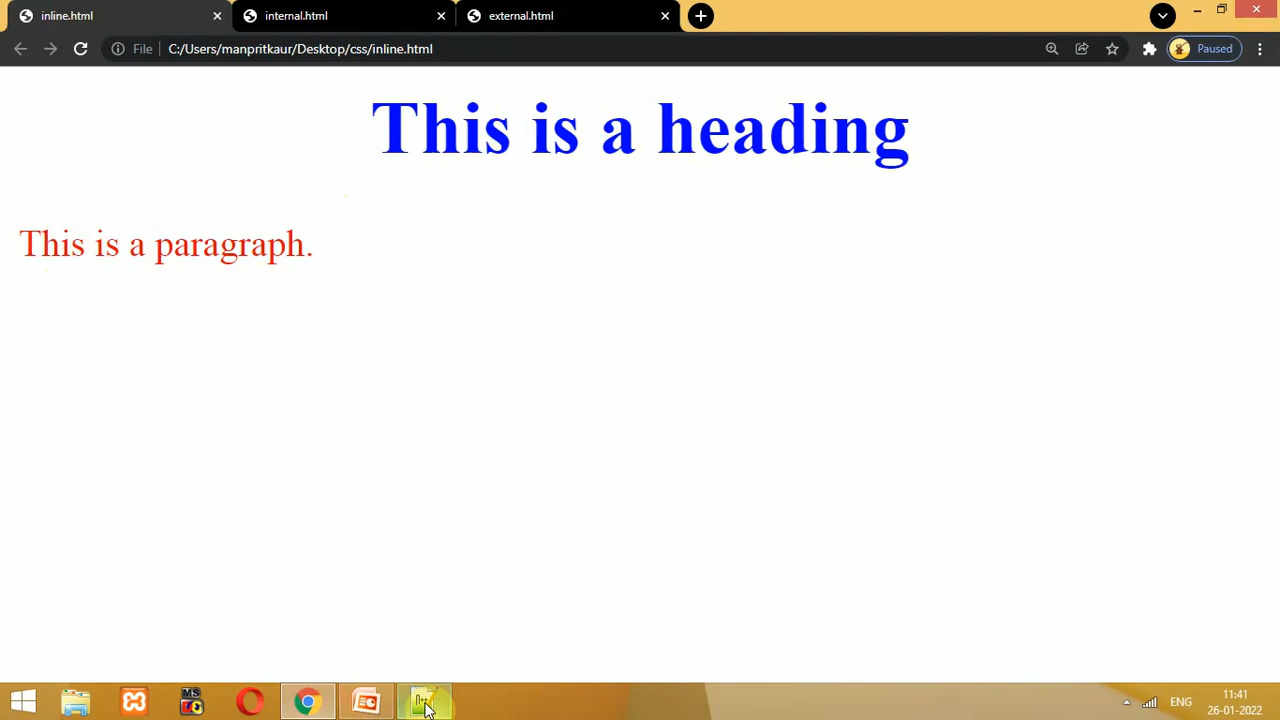 inline.html
internal.html
external.html
File
C:/Users/manpritkaur/Desktop/css/inline.html
Paused
This is a heading
This is a paragraph.
MS
ENG
11:41
26-01-2022